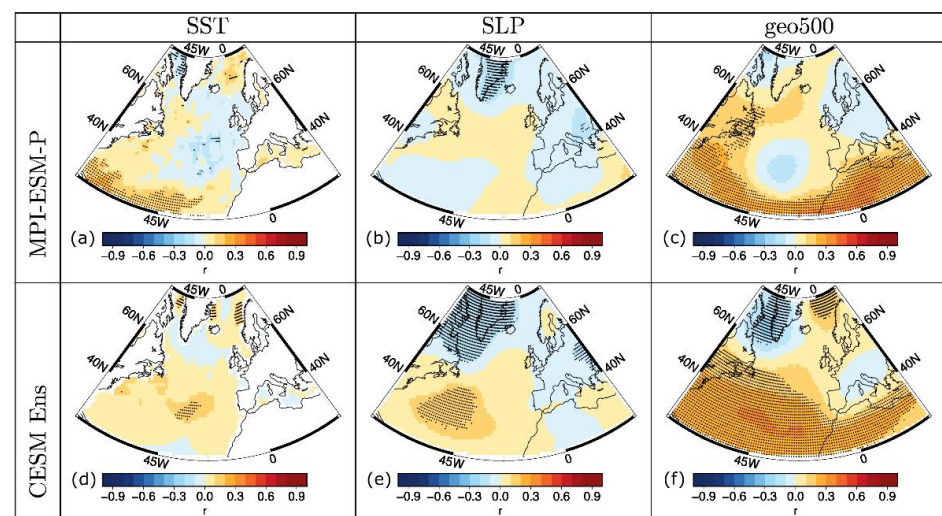 SST SLP geo500
MPI-ESM-P
45W 0 60N 60N 40N 40N 45W 0
(a) −0.9 −0.6 −0.3 0.0 0.3 0.6 0.9
r
45W 0 60N 60N 40N 40N 45W 0
(b) −0.9 −0.6 −0.3 0.0 0.3 0.6 0.9
r
45W 0 60N 60N 40N 40N 45W 0
(c) −0.9 −0.6 −0.3 0.0 0.3 0.6 0.9
r
CESM Ens
45W 0 60N 60N 40N 40N 45W 0
(d) −0.9 −0.6 −0.3 0.0 0.3 0.6 0.9
r
45W 0 60N 60N 40N 40N 45W 0
(e) −0.9 −0.6 −0.3 0.0 0.3 0.6 0.9
r
45W 0 60N 60N 40N 40N 45W 0
(f) −0.9 −0.6 −0.3 0.0 0.3 0.6 0.9
r